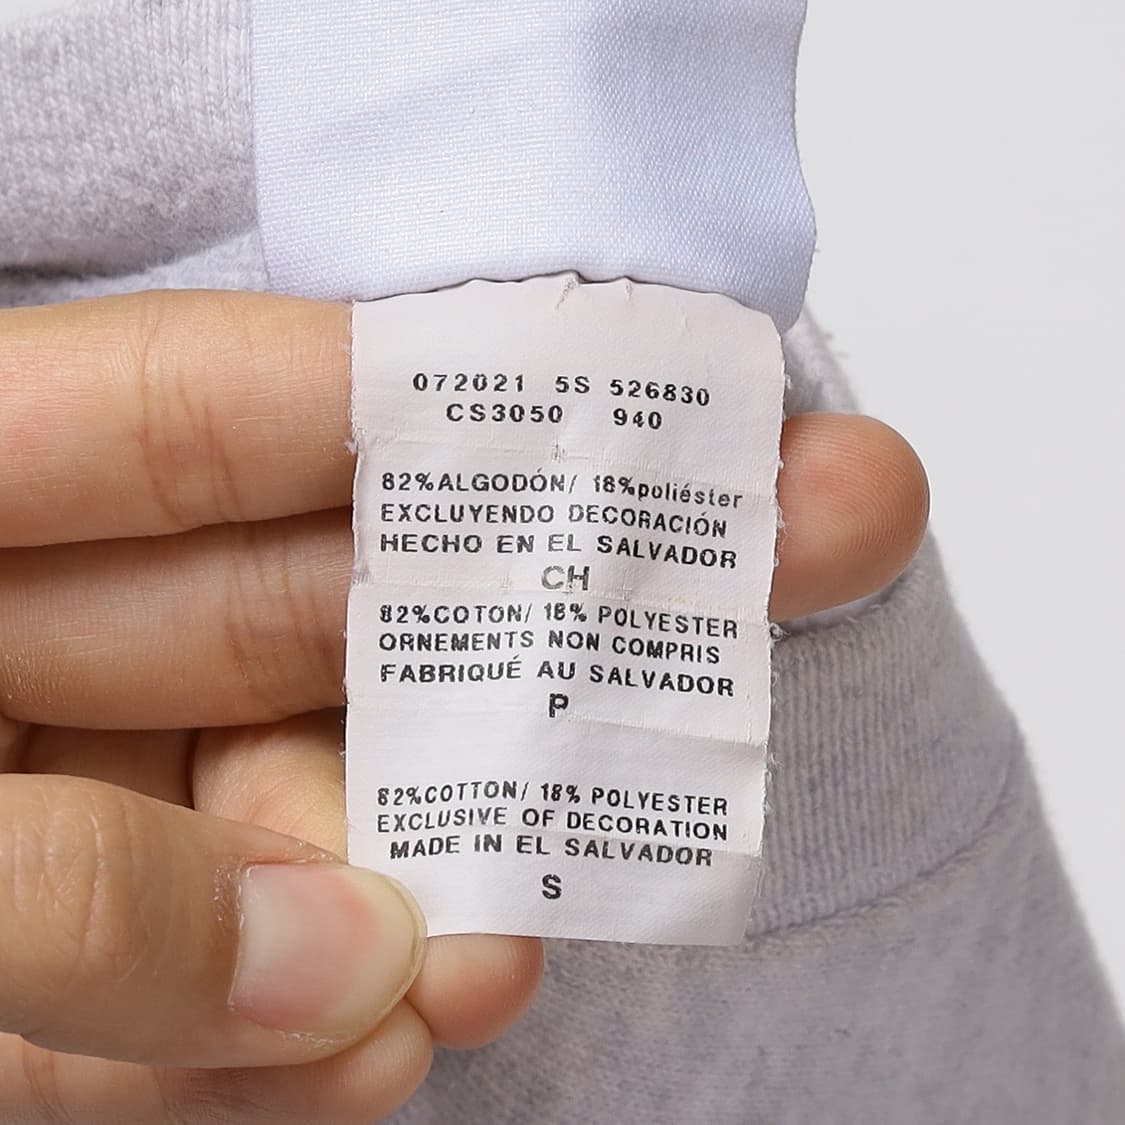 072021 5S 526830
CS3050 940
82%ALGODÓN/ 18%poliéster
EXCLUYENDO DECORACIÓN
HECHO EN EL SALVADOR
CH
82%COTON/ 18% POLYESTER
ORNEMENTS NON COMPRIS
FABRIQUÉ AU SALVADOR
P
82%COTTON/ 18% POLYESTER
EXCLUSIVE OF DECORATION
MADE IN EL SALVADOR
S